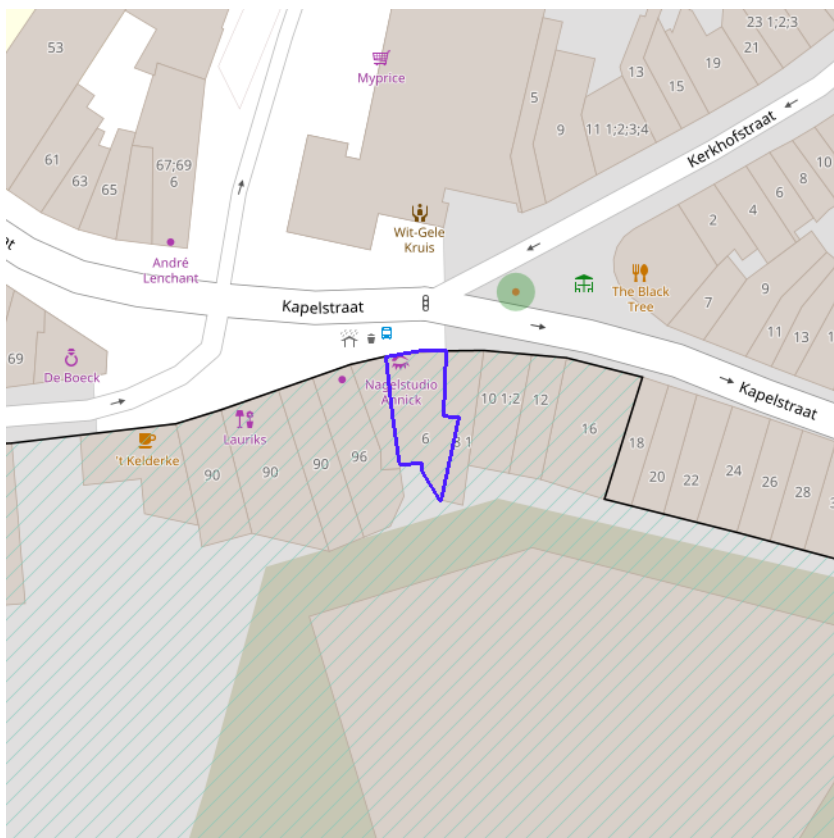 53
23 1;2;3
21
19
Myprice
13
15
5
67;69
6
9
11 1;2;3;4
Kerkhofstraat
61
63
65
10
8
6
4
2
Wit-Gele
Kruis
André
Lenchant
The Black
Tree
9
7
Kapelstraat
11
13
69
De Boeck
Nagelstudio
Annick
Kapelstraat
10 1;2
12
Lauriks
16
6
18
't Kelderke
96
90
90
90
20
22
24
26
28